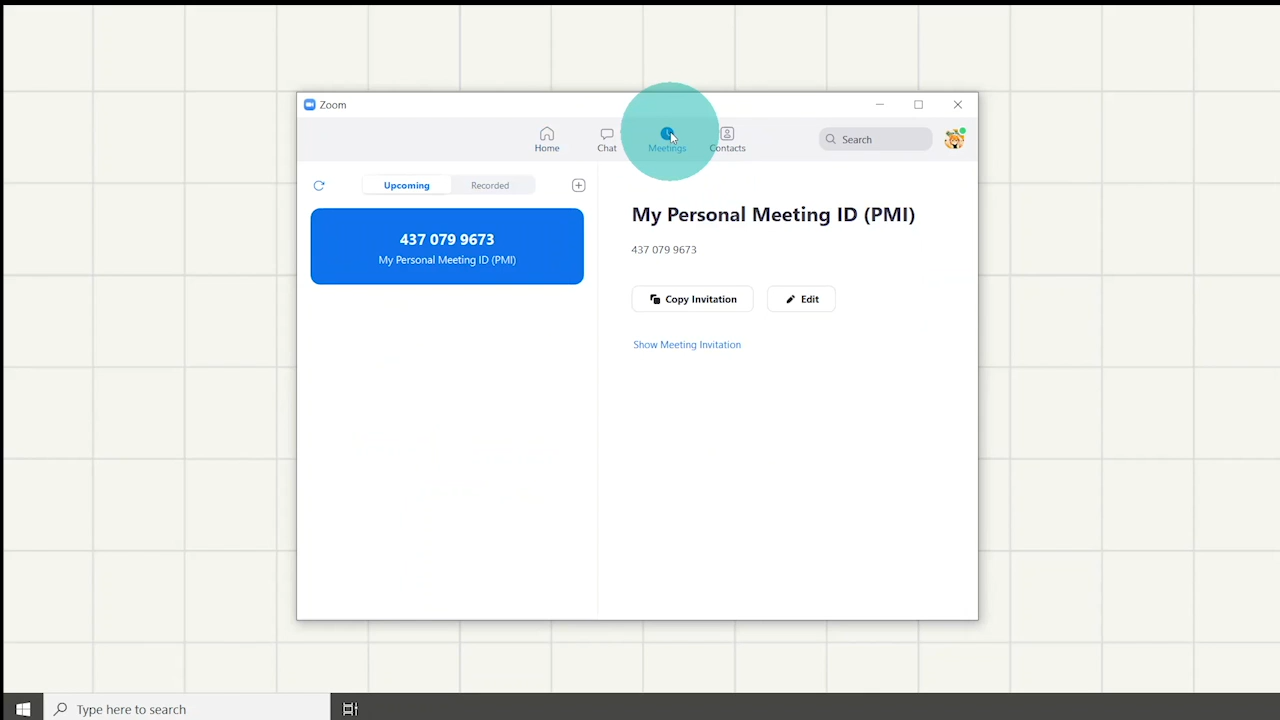 Zoom
Home
Chat
Meetings
Contacts
Search
Upcoming
Recorded
437 079 9673
My Personal Meeting ID (PMI)
My Personal Meeting ID (PMI)
437 079 9673
Copy Invitation
Edit
Show Meeting Invitation
Type here to search